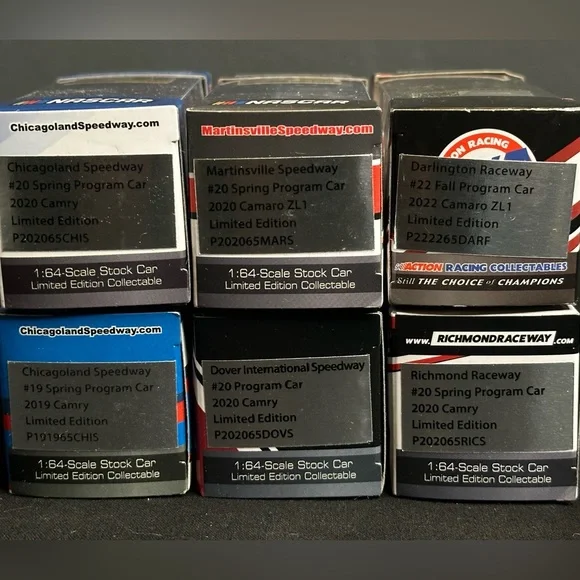 NASCAR
ChicagolandSpeedway.com
Chicagoland Speedway
#20 Spring Program Car
2020 Camry
Limited Edition
P202065CHIS
1:64-Scale Stock Car
Limited Edition Collectable
NASCAR
MartinsvilleSpeedway.com
Martinsville Speedway
#20 Spring Program Car
2020 Camaro ZL1
Limited Edition
P202065MARS
1:64-Scale Stock Car
Limited Edition Collectable
ON RACING
Darlington Raceway
#22 Fall Program Car
2022 Camaro ZL1
Limited Edition
P222265DARF
ACTION RACING COLLECTABLES
Still THE CHOICE of CHAMPIONS
ChicagolandSpeedway.com
Chicagoland Speedway
#19 Spring Program Car
2019 Camry
Limited Edition
P191965CHIS
1:64-Scale Stock Car
Limited Edition Collectable
Dover International Speedway
#20 Program Car
2020 Camry
Limited Edition
P202065DOVS
1:64-Scale Stock Car
Limited Edition Collectable
www.RICHMONDRACEWAY.COM
Richmond Raceway
#20 Spring Program Car
2020 Camry
Limited Edition
P202065RICS
1:64-Scale Stock Car
Limited Edition Collectable